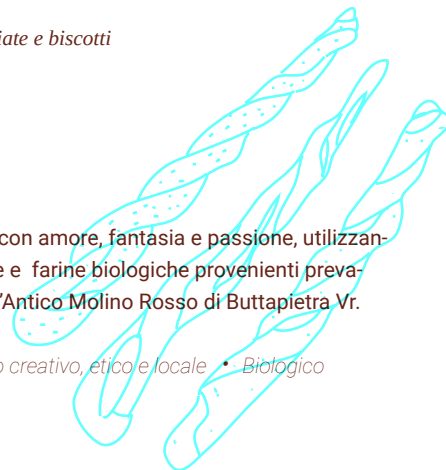 iate e biscotti
con amore, fantasia e passione, utilizzan-
e e farine biologiche provenienti preva-
l’Antico Molino Rosso di Buttapietra Vr.
o creativo, etico e locale • Biologico